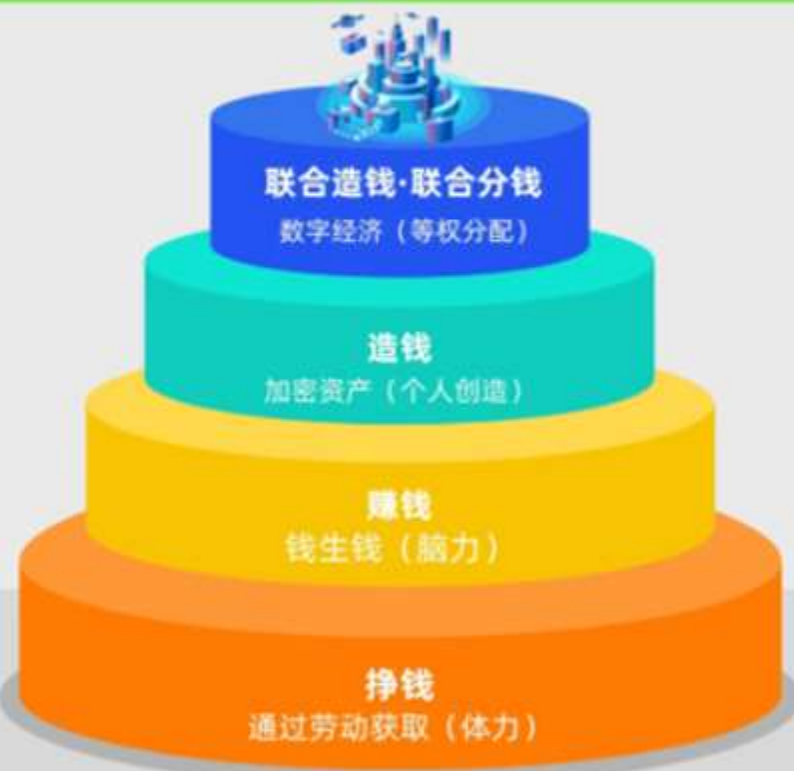 联合造钱·联合分钱
数字经济（等权分配）
造钱
加密资产（个人创造）
赚钱
钱生钱（脑力）
挣钱
通过劳动获取（体力）